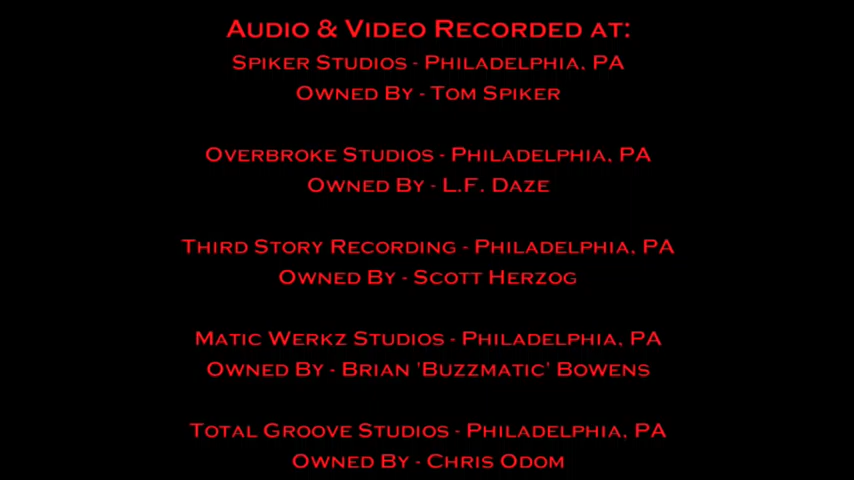 Audio & Video Recorded at:
Spiker Studios - Philadelphia, PA
Owned By - Tom Spiker
Overbroke Studios - Philadelphia, PA
Owned By - L.F. Daze
Third Story Recording - Philadelphia, PA
Owned By - Scott Herzog
Matic Werkz Studios - Philadelphia, PA
Owned By - Brian 'Buzzmatic' Bowens
Total Groove Studios - Philadelphia, PA
Owned By - Chris Odom